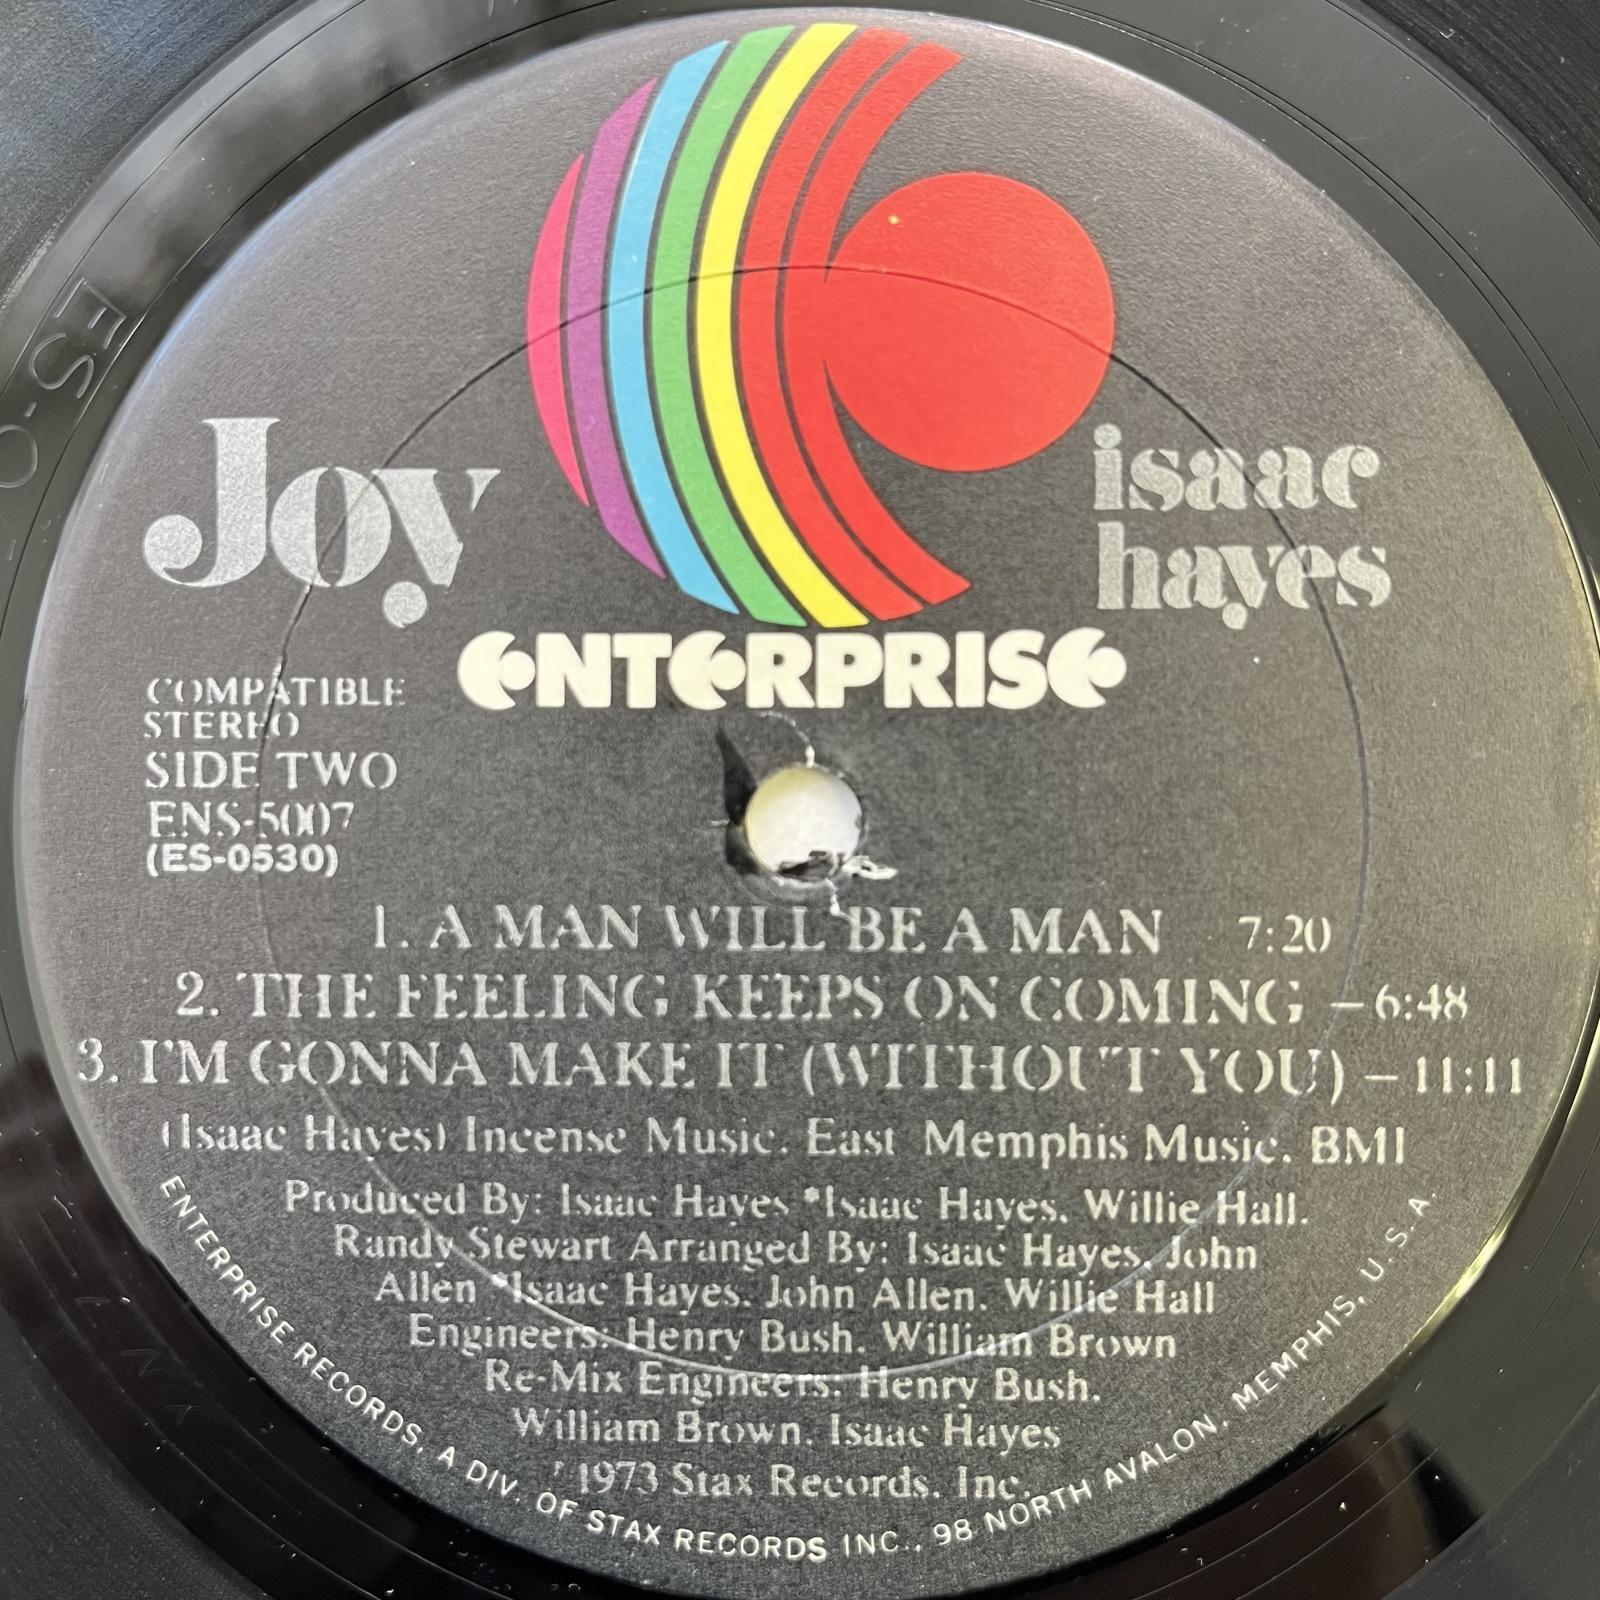 Joy
isaac
hayes
ENTERPRISE
COMPATIBLE
STEREO
SIDE TWO
ENS-5007
(ES-0530)
1. A MAN WILL BE A MAN 7:20
2. THE FEELING KEEPS ON COMING – 6:48
3. I'M GONNA MAKE IT (WITHOUT YOU) – 11:11
(Isaac Hayes) Incense Music. East Memphis Music. BMI
Produced By: Isaac Hayes *Isaac Hayes. Willie Hall.
Randy Stewart Arranged By: Isaac Hayes. John
Allen *Isaac Hayes. John Allen. Willie Hall
Engineers: Henry Bush. William Brown
Re-Mix Engineers: Henry Bush.
William Brown. Isaac Hayes
1973 Stax Records. Inc.
ENTERPRISE RECORDS, A DIV. OF STAX RECORDS INC., 98 NORTH AVALON, MEMPHIS, U.S.A.
ES-0